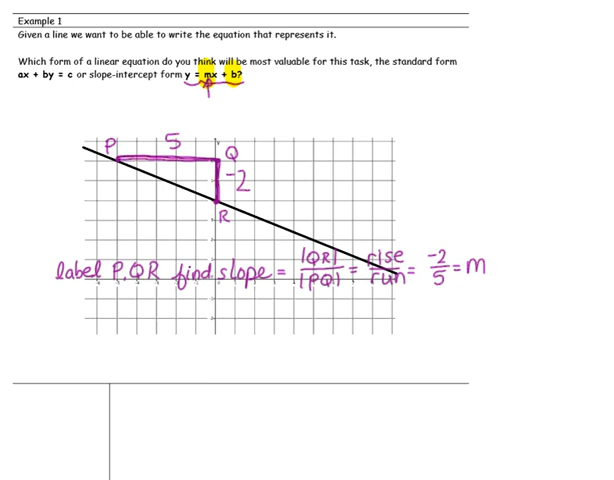 Example 1
Given a line we want to be able to write the equation that represents it.
Which form of a linear equation do you think will be most valuable for this task, the standard form
ax + by = c or slope-intercept form y = mx + b?
P 5 Q
-2
R
label P,QR find slope = |QR| / |PQ| = rise / run = -2 / 5 = m